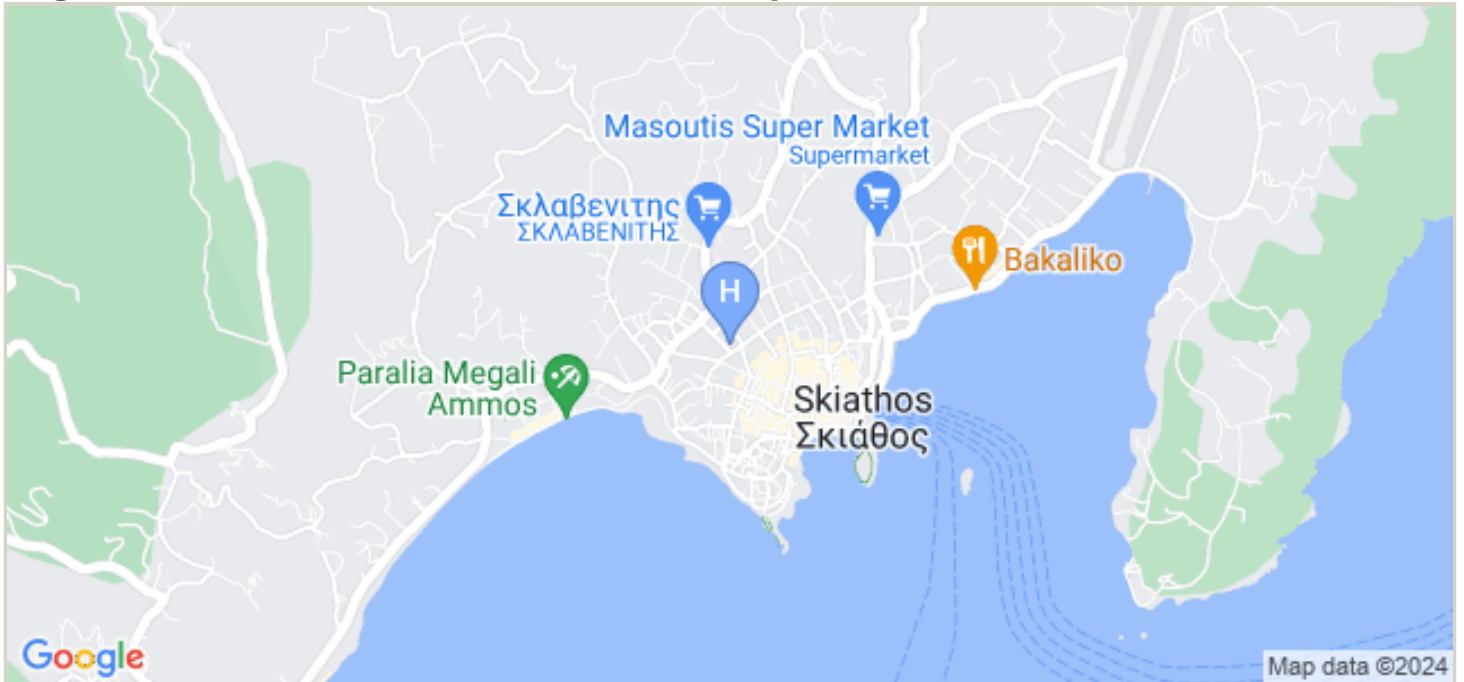 Masoutis Super Market
Supermarket
Σκλαβενιτης
ΣΚΛΑΒΕΝΙΤΗΣ
H
Bakaliko
Paralia Megali
Ammos
Skiathos
Σκιάθος
Google
Map data ©2024